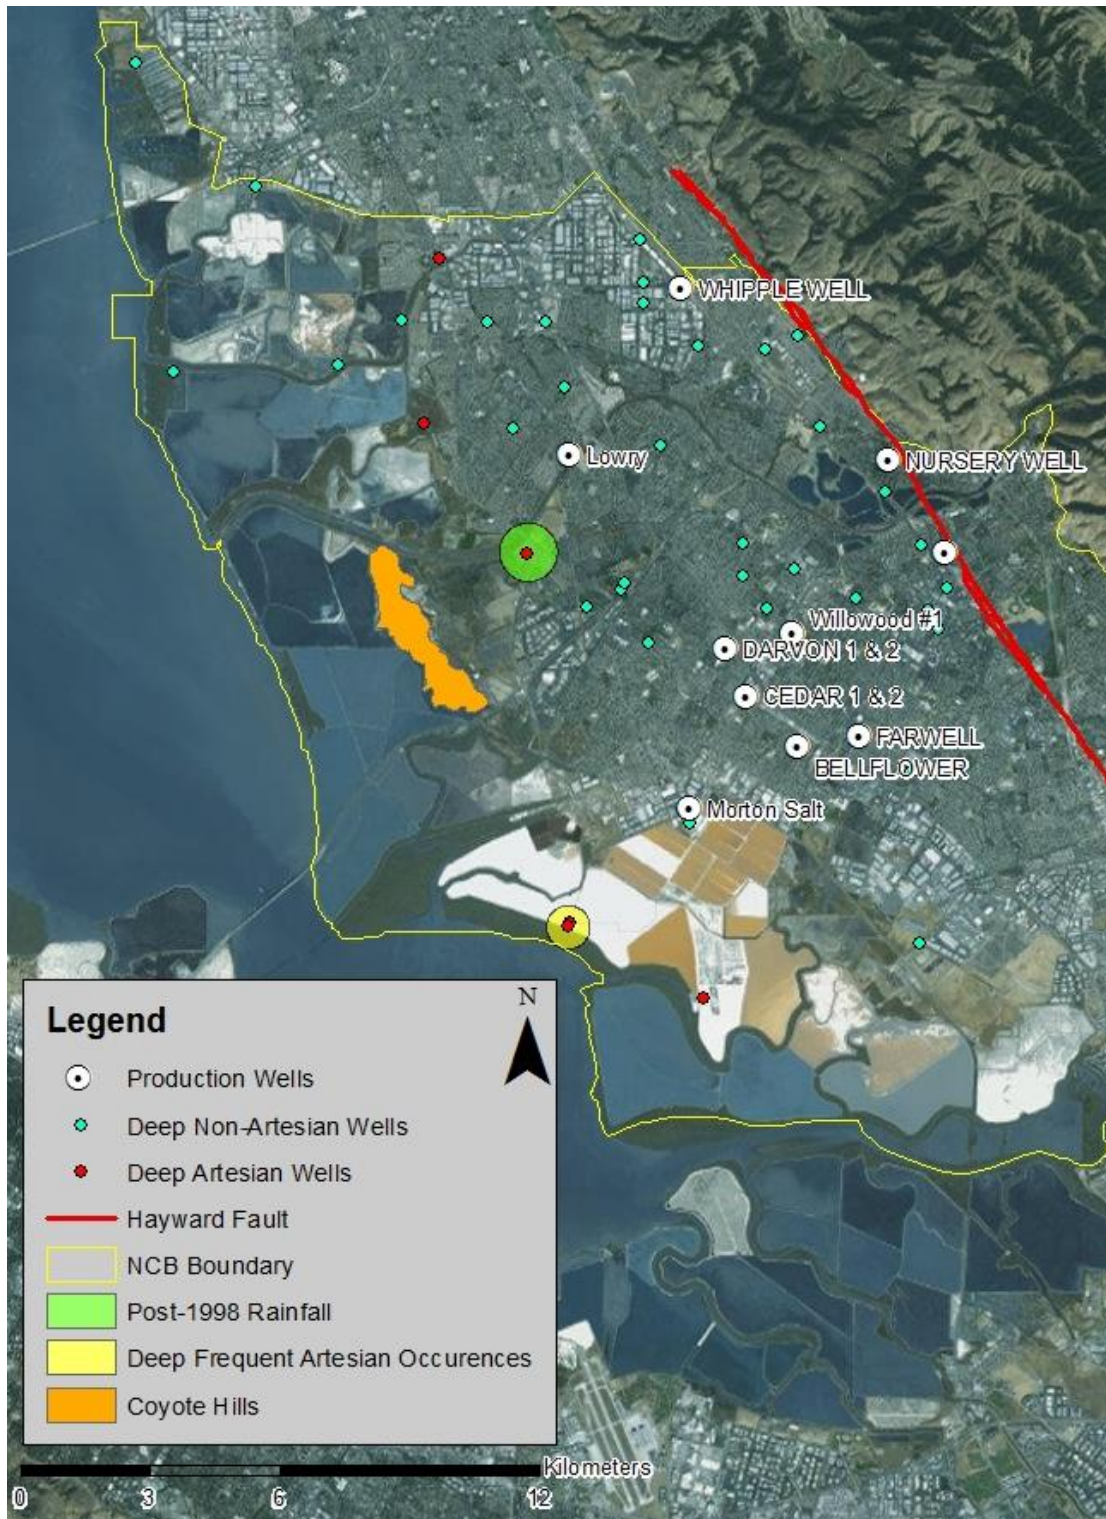 WHIPPLE WELL
Lowry
NURSERY WELL
Willowood #1
DARVON 1 & 2
CEDAR 1 & 2
FARWELL
BELLFLOWER
Morton Salt
Legend
N
Production Wells
Deep Non-Artesian Wells
Deep Artesian Wells
Hayward Fault
NCB Boundary
Post-1998 Rainfall
Deep Frequent Artesian Occurences
Coyote Hills
Kilometers
0 3 6 12